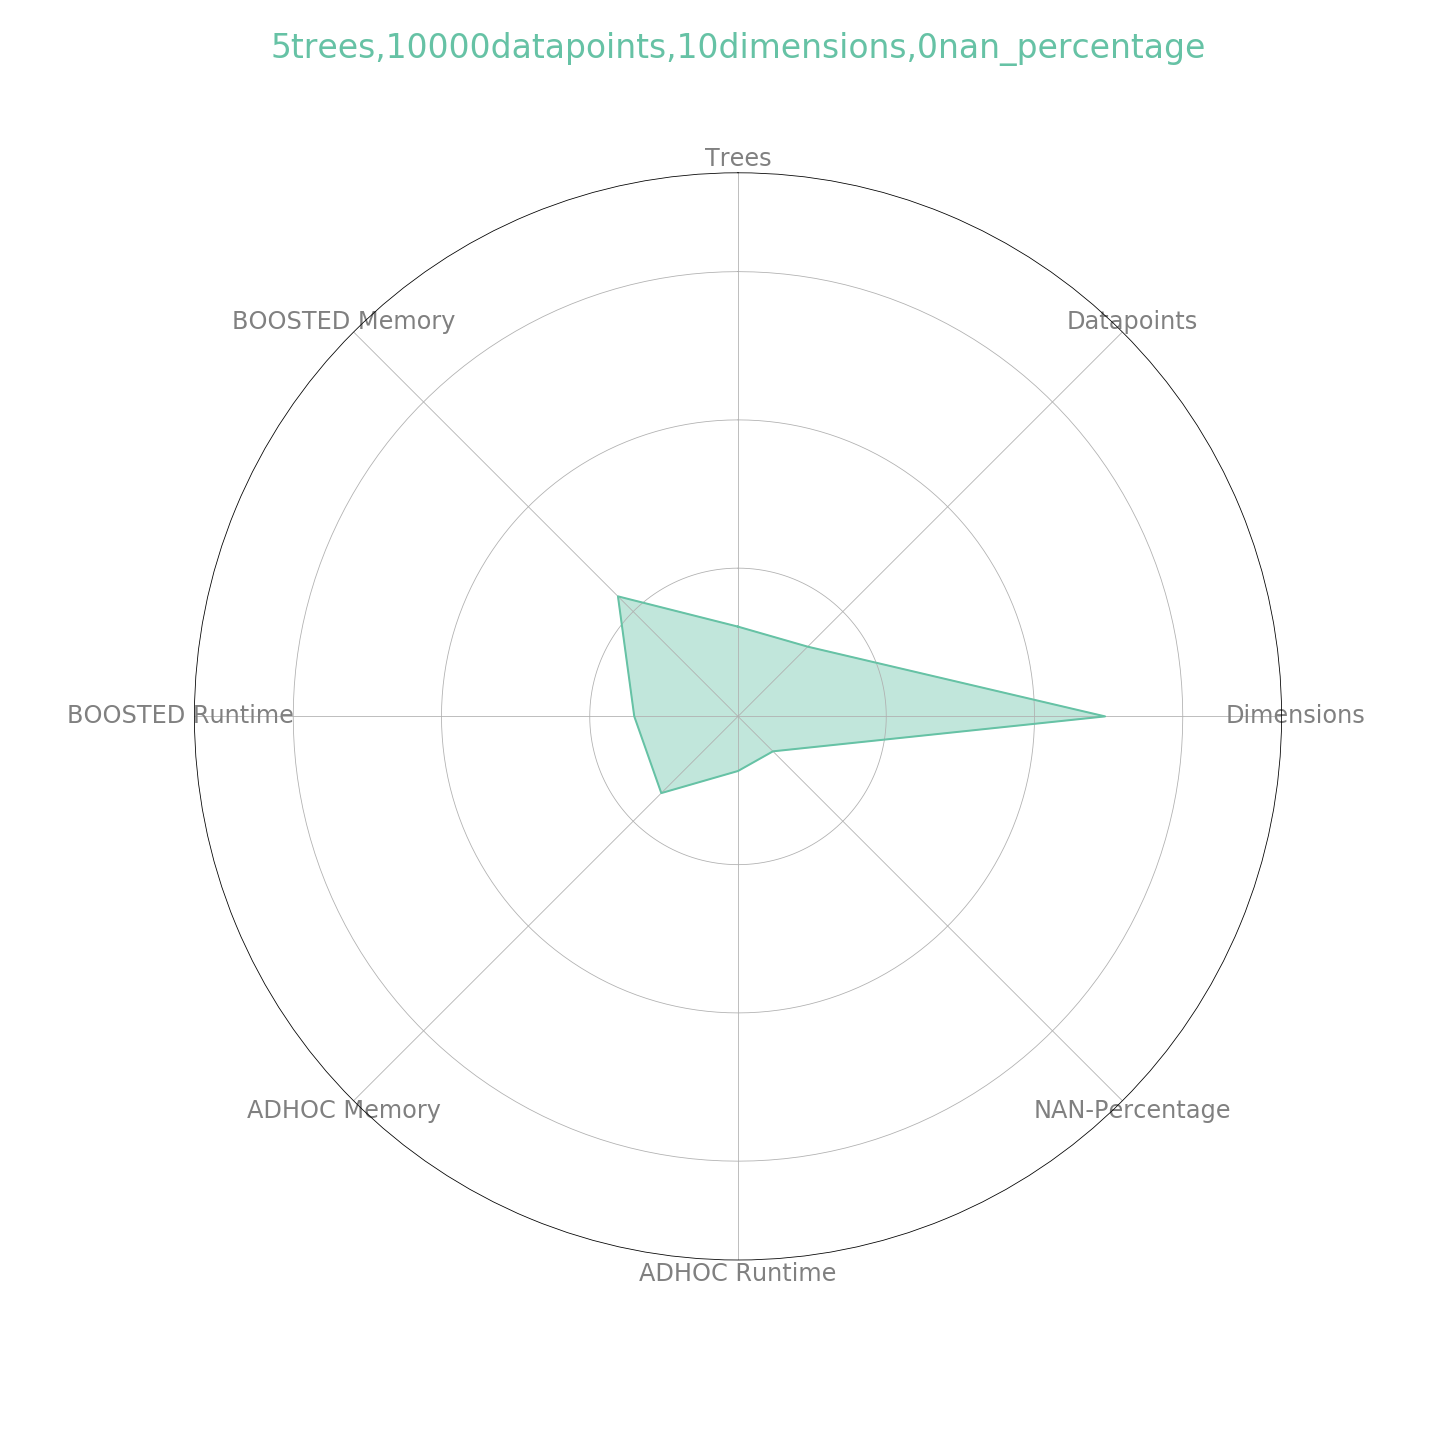 5trees,10000datapoints,10dimensions,0nan_percentage
Trees
BOOSTED Memory
Datapoints
BOOSTED Runtime
Dimensions
ADHOC Memory
NAN-Percentage
ADHOC Runtime